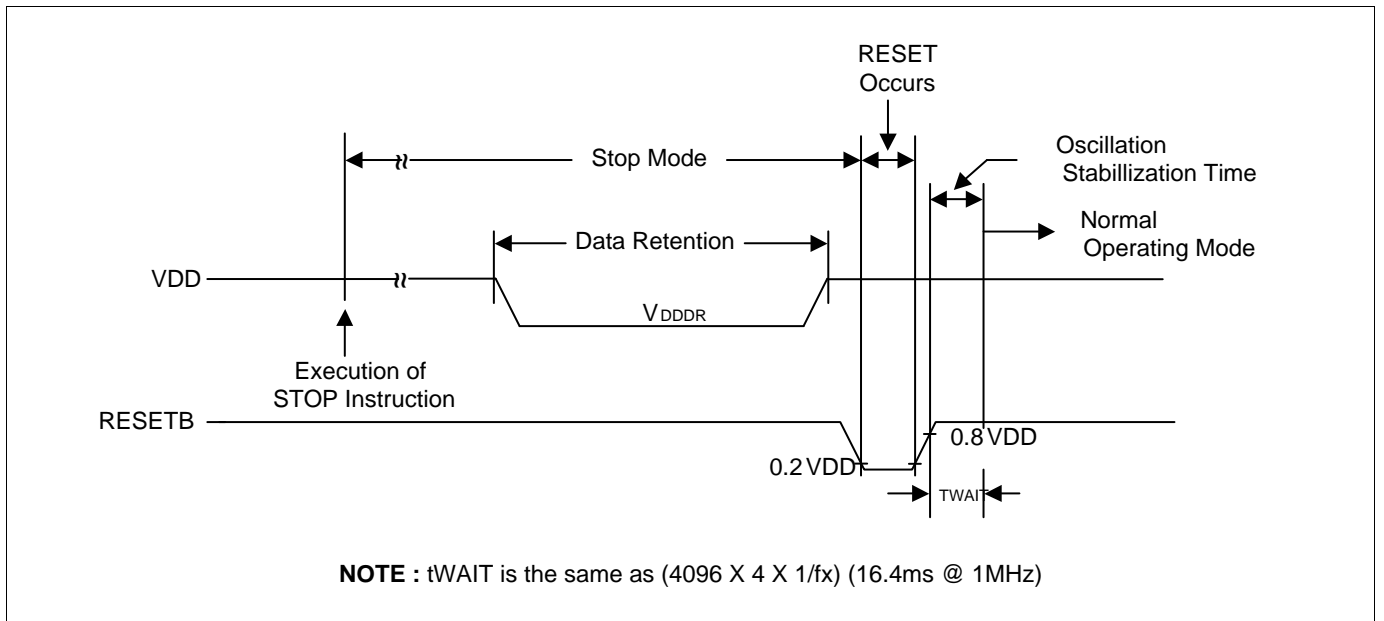 RESET
Occurs
Oscillation
Stabillization Time
Stop Mode
Normal
Operating Mode
Data Retention
VDD
VDDDR
Execution of
STOP Instruction
RESETB
0.8 VDD
0.2 VDD
TWAIT
NOTE : tWAIT is the same as (4096 X 4 X 1/fx) (16.4ms @ 1MHz)